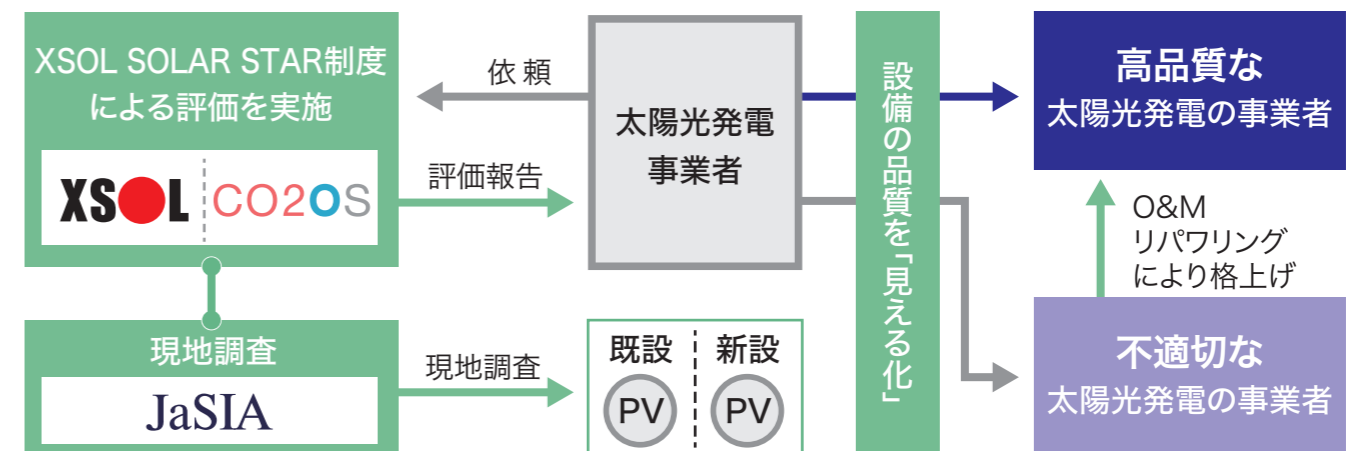 XSOL SOLAR STAR制度
による評価を実施
XSOL CO2OS
依頼
評価報告
太陽光発電
事業者
設備の品質を「見える化」
高品質な
太陽光発電の事業者
O&M
リパワリング
により格上げ
不適切な
太陽光発電の事業者
現地調査
JaSIA
現地調査
既設 新設
PV PV